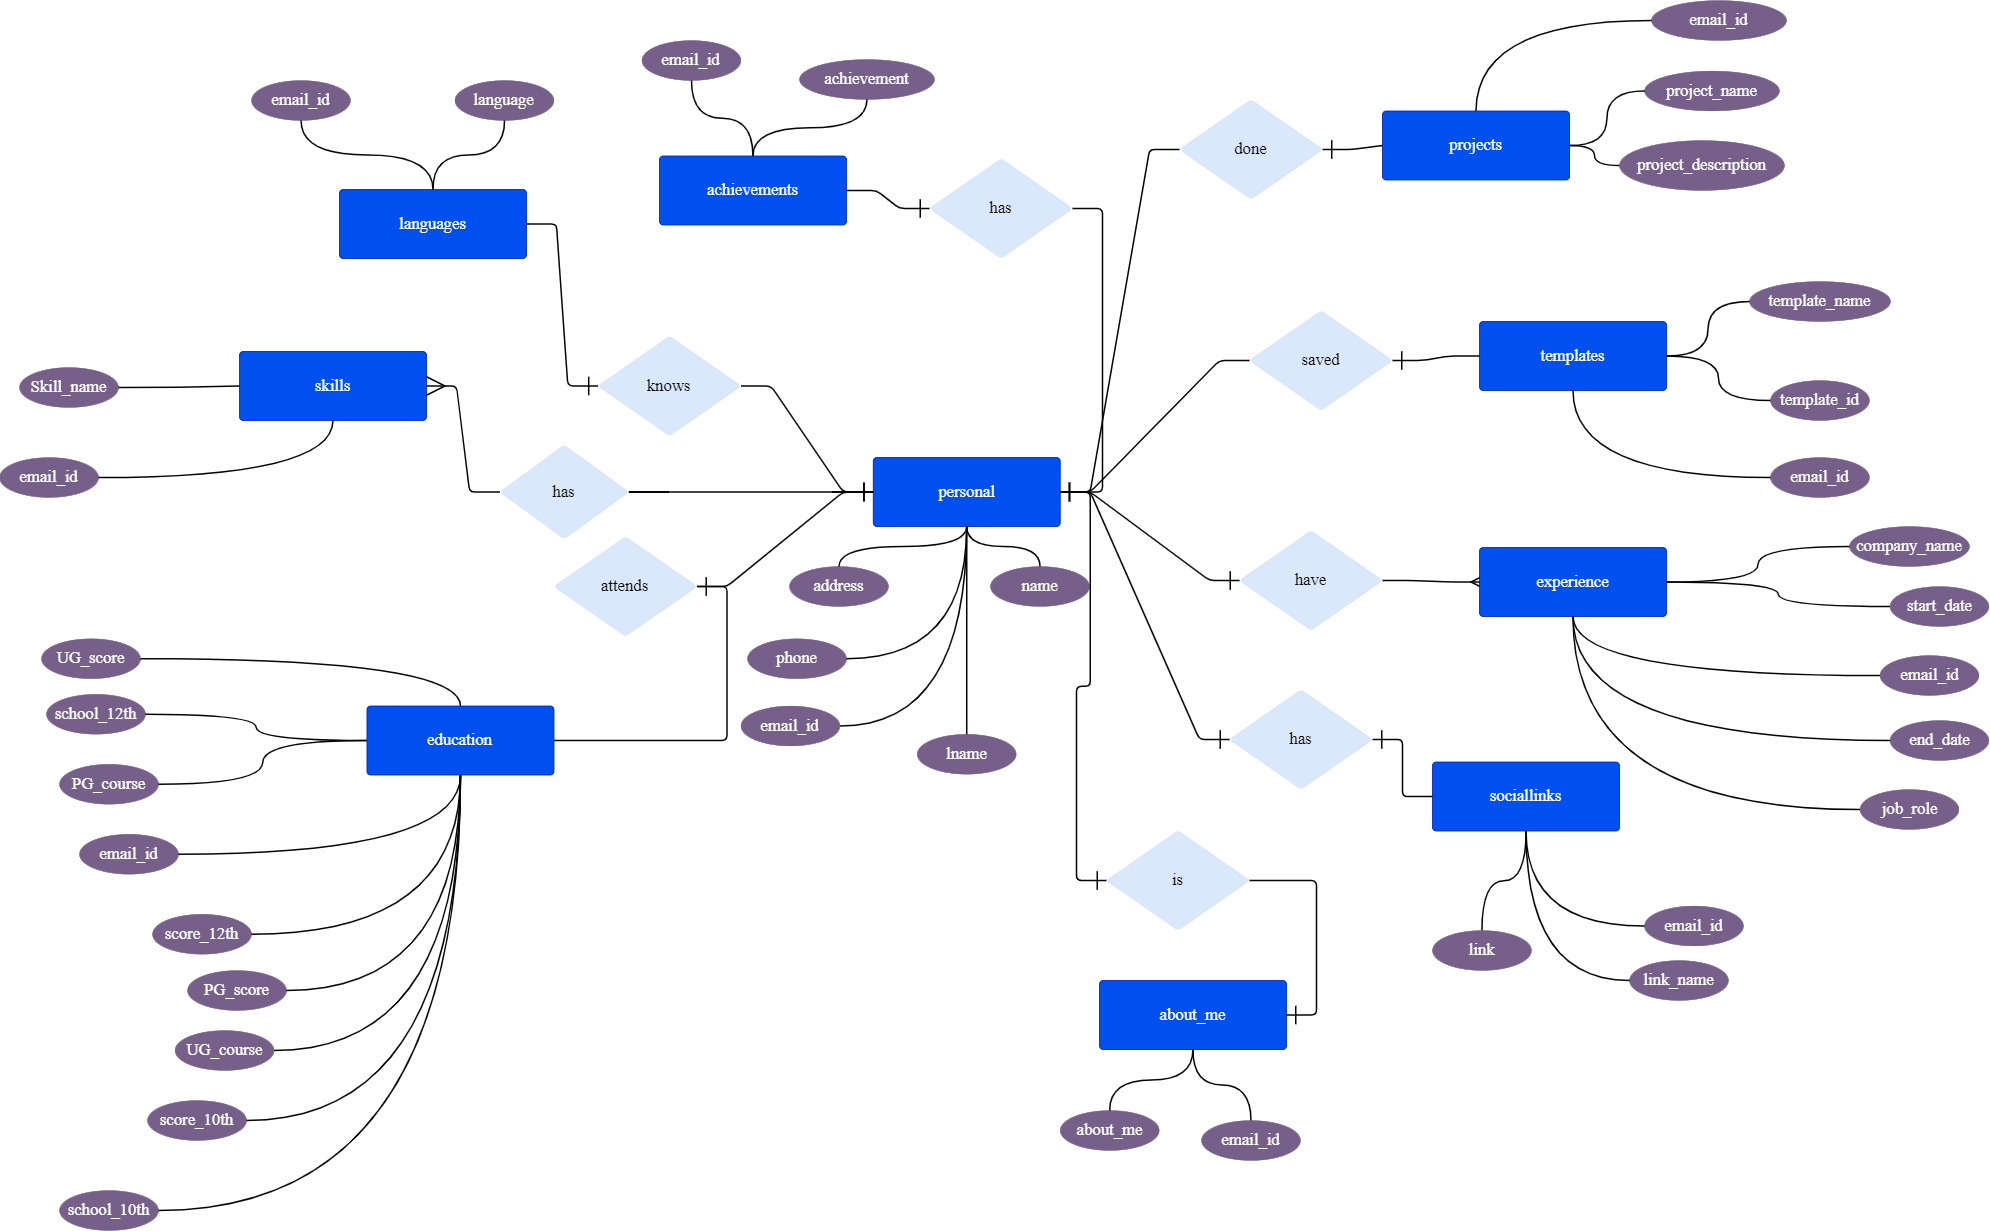 email_id
email_id
achievement
project_name
email_id
language
done
projects
project_description
achievements
has
languages
template_name
saved
templates
Skill_name
skills
knows
template_id
email_id
has
personal
email_id
company_name
attends
address
name
have
experience
start_date
UG_score
phone
email_id
school_12th
email_id
lname
has
end_date
education
PG_course
sociallinks
job_role
email_id
is
score_12th
link
email_id
PG_score
link_name
about_me
UG_course
score_10th
about_me
email_id
school_10th